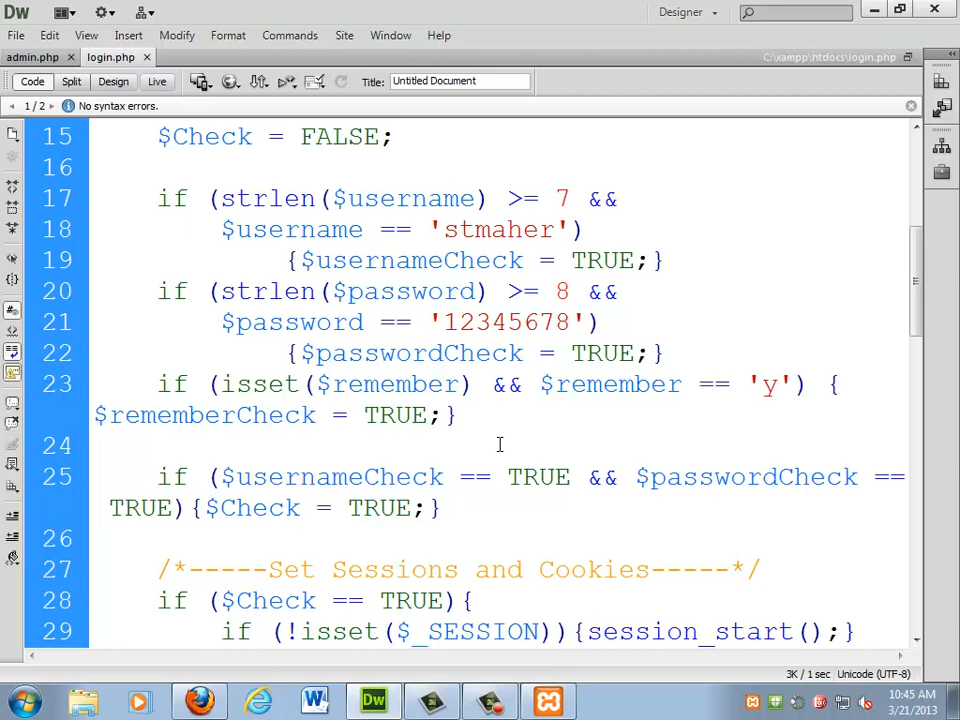 Dw Designer
File Edit View Insert Modify Format Commands Site Window Help
admin.php × login.php × C:\xampp\htdocs\login.php
Code Split Design Live Title: Untitled Document
1/2 No syntax errors.
15 $Check = FALSE;
16
17 if (strlen($username) >= 7 &&
18 $username == 'stmaher')
19 {$usernameCheck = TRUE;}
20 if (strlen($password) >= 8 &&
21 $password == '12345678')
22 {$passwordCheck = TRUE;}
23 if (isset($remember) && $remember == 'y') {
$rememberCheck = TRUE;}
24
25 if ($usernameCheck == TRUE && $passwordCheck ==
TRUE){$Check = TRUE;}
26
27 /*-----Set Sessions and Cookies-----*/
28 if ($Check == TRUE){
29 if (!isset($_SESSION)){session_start();}
3K / 1 sec Unicode (UTF-8)
Dw 10:45 AM
3/21/2013